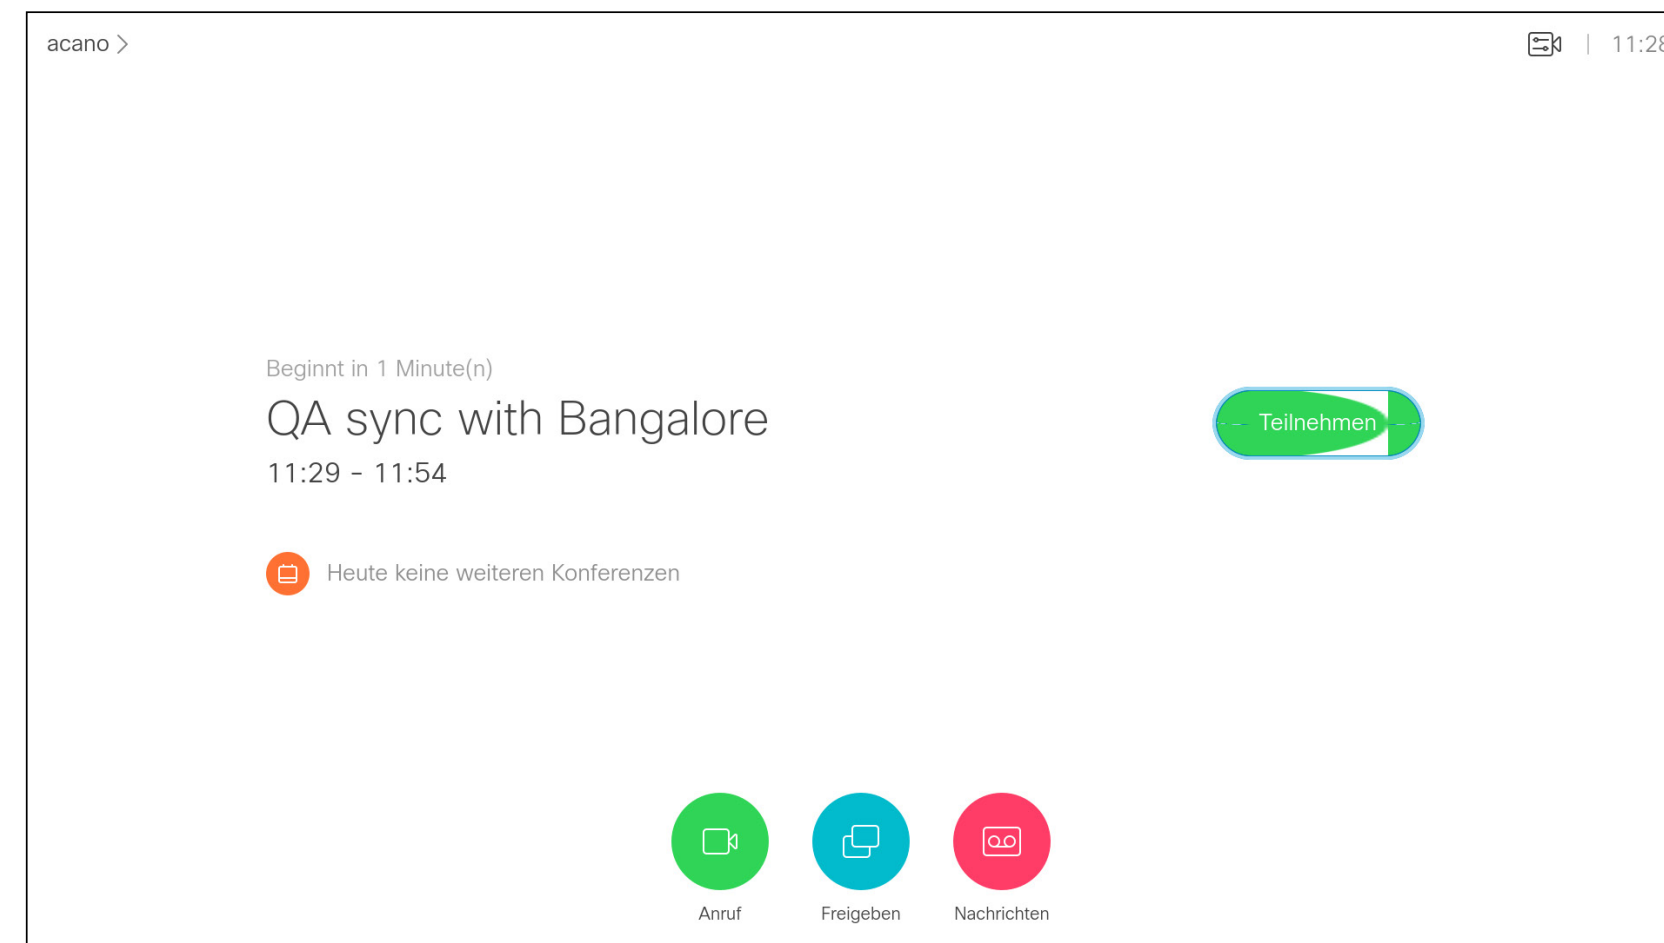 acano
11:28
Beginnt in 1 Minute(n)
QA sync with Bangalore
11:29 - 11:54
Teilnehmen
Heute keine weiteren Konferenzen
Anruf
Freigeben
Nachrichten